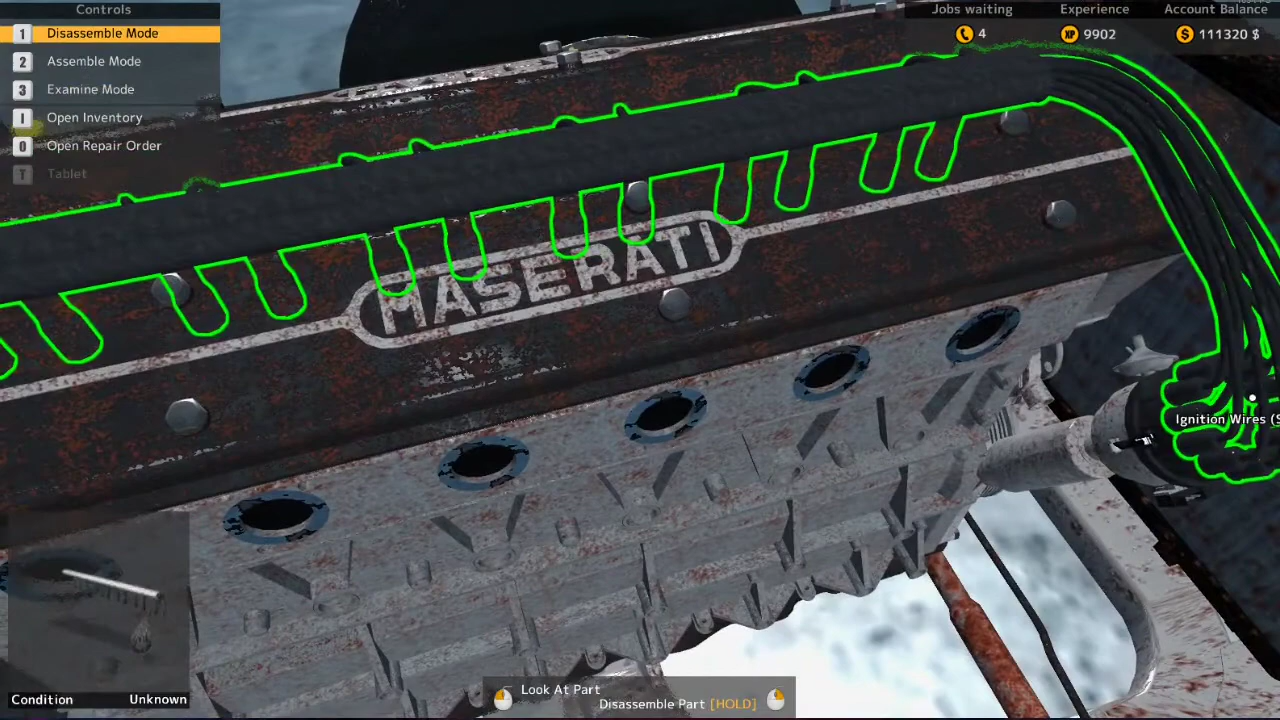 Controls
1 Disassemble Mode
2 Assemble Mode
3 Examine Mode
I Open Inventory
O Open Repair Order
T Tablet
Jobs waiting
4
Experience
XP 9902
Account Balance
$ 111320 $
MASERATI
Ignition Wires (S
Condition Unknown
Look At Part
Disassemble Part [HOLD]